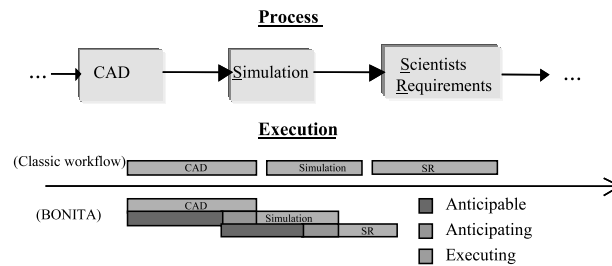 Process
... CAD Simulation Scientists Requirements ...
Execution
(Classic workflow) CAD Simulation SR
(BONITA) CAD
Simulation
SR
Anticipable
Anticipating
Executing